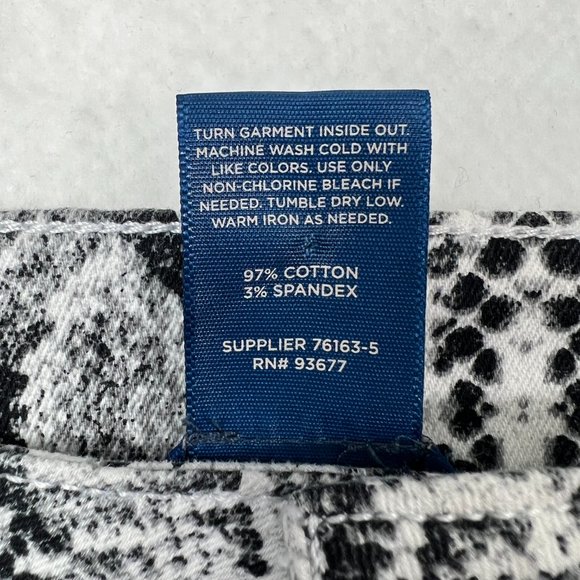 TURN GARMENT INSIDE OUT.
MACHINE WASH COLD WITH
LIKE COLORS. USE ONLY
NON-CHLORINE BLEACH IF
NEEDED. TUMBLE DRY LOW.
WARM IRON AS NEEDED.
97% COTTON
3% SPANDEX
SUPPLIER 76163-5
RN# 93677